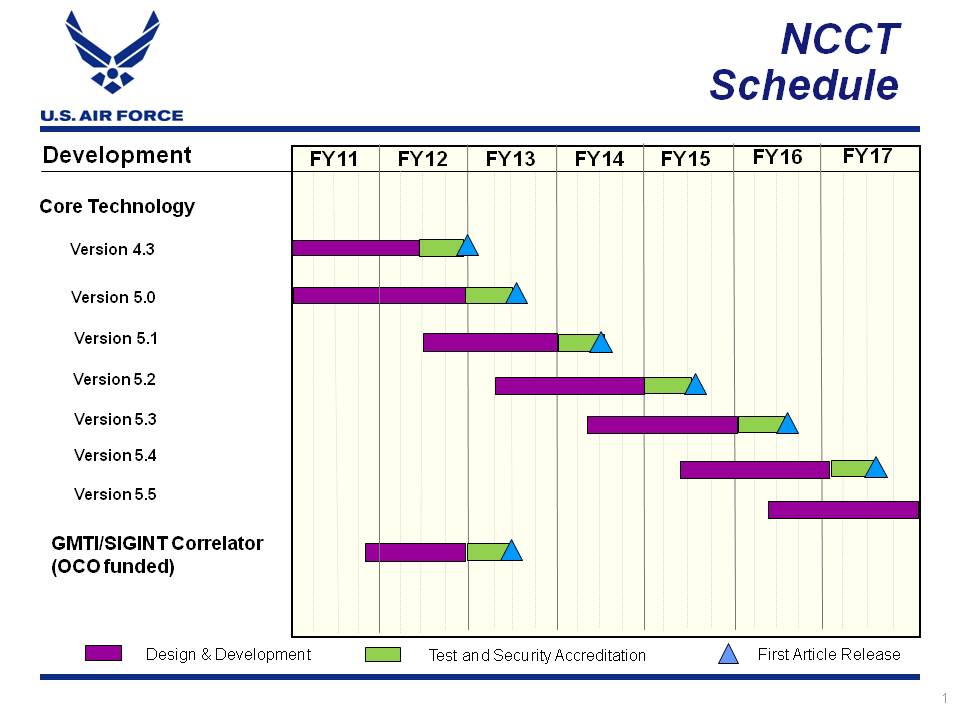 NCCT
Schedule
U.S. AIR FORCE
Development
FY11 FY12 FY13 FY14 FY15 FY16 FY17
Core Technology
Version 4.3
Version 5.0
Version 5.1
Version 5.2
Version 5.3
Version 5.4
Version 5.5
GMTI/SIGINT Correlator
(OCO funded)
Design & Development Test and Security Accreditation First Article Release
1